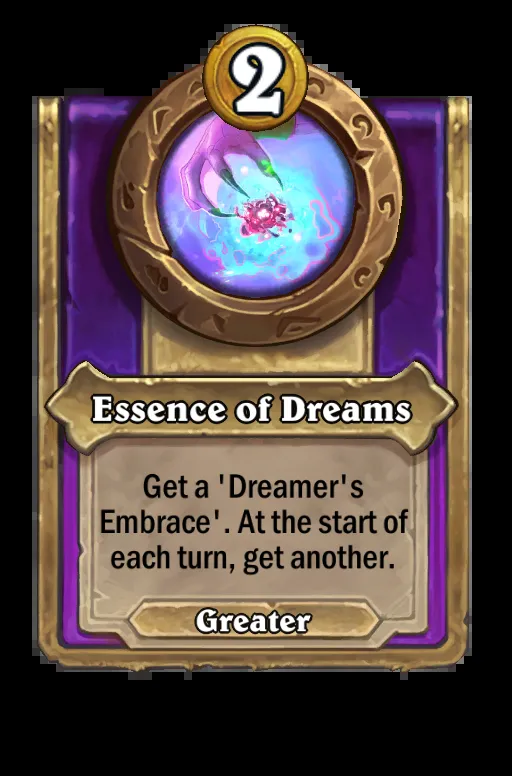 2
Essence of Dreams
Get a 'Dreamer's
Embrace'. At the start of
each turn, get another.
Greater